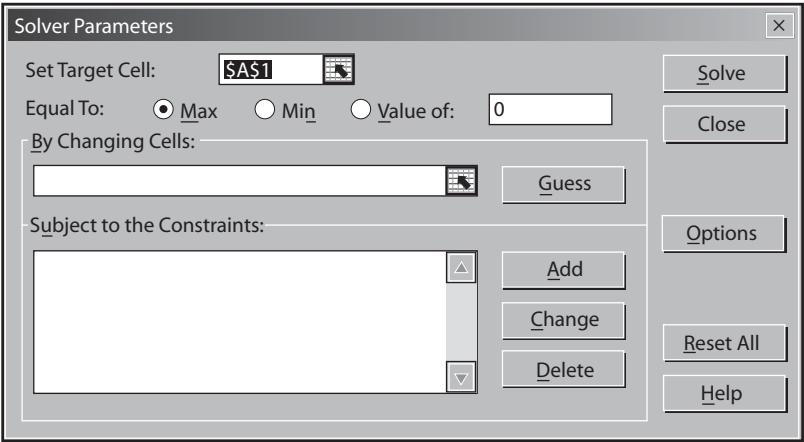 Solver Parameters
Set Target Cell: $A$1 Solve
Equal To: Max Min Value of: 0 Close
By Changing Cells:
Guess
Subject to the Constraints: Options
Add
Change
Reset All
Delete
Help